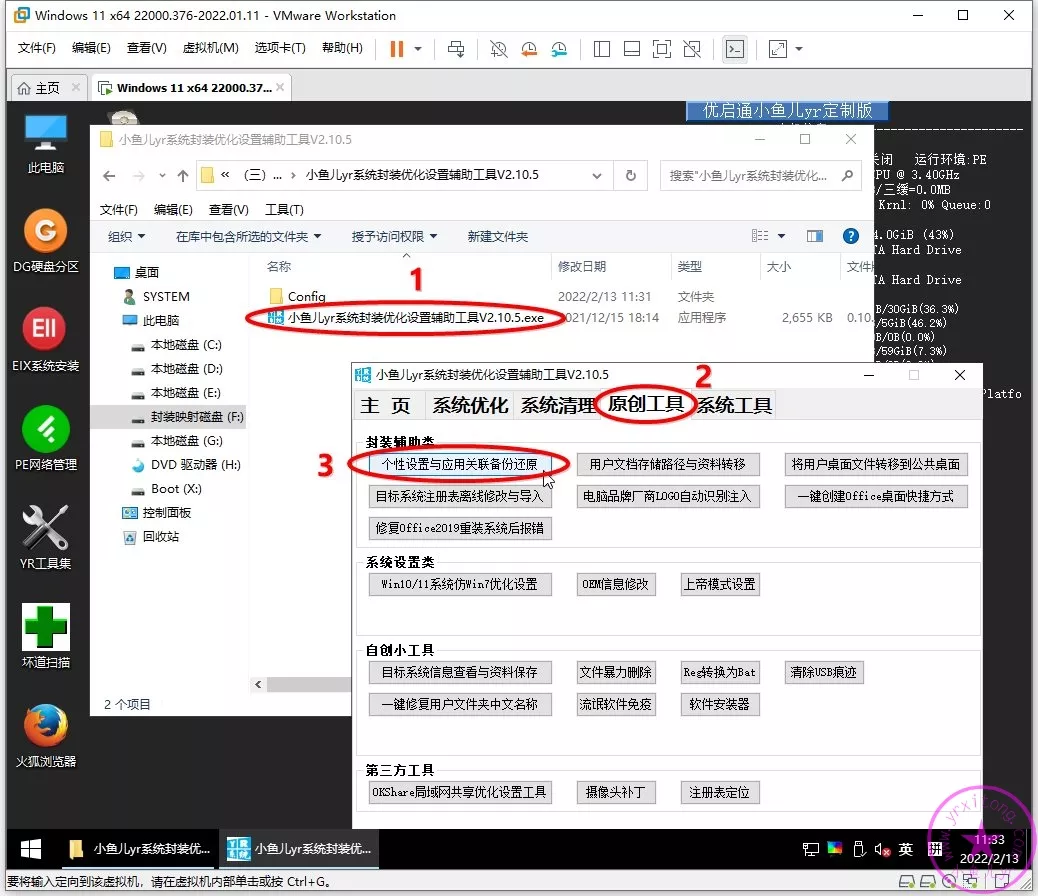 Windows 11 x64 22000.376-2022.01.11 - VMware Workstation
文件(F) 编辑(E) 查看(V) 虚拟机(M) 选项卡(T) 帮助(H)
主页 Windows 11 x64 22000.37...
优启通小鱼儿yr定制版
此电脑
DG硬盘分区
EIX系统安装
PE网络管理
YR工具集
坏道扫描
火狐浏览器
关闭 运行环境:PE
CPU @ 3.40GHz
/三缓=0.0MB
Krnl: 0% Queue:0
4.0GiB (43%)
TA Hard Drive
TA Hard Drive
B/30GiB(36.3%)
/5GiB(46.2%)
B/0B(0.0%)
/59GiB(7.3%)
Platfo
小鱼儿yr系统封装优化设置辅助工具V2.10.5
« （三）... › 小鱼儿yr系统封装优化设置辅助工具V2.10.5
搜索"小鱼儿yr系统封装优化...
文件(F) 编辑(E) 查看(V) 工具(T)
组织 在库中包含所选的文件夹 授予访问权限 新建文件夹
名称 修改日期 类型 大小 文件
1
Config 2022/2/13 11:31 文件夹
小鱼儿yr系统封装优化设置辅助工具V2.10.5.exe 2021/12/15 18:14 应用程序 2,655 KB 0.10.
桌面
SYSTEM
此电脑
本地磁盘 (C:)
本地磁盘 (D:)
本地磁盘 (E:)
封装映射磁盘 (F:)
本地磁盘 (G:)
DVD 驱动器 (H:)
Boot (X:)
控制面板
回收站
2 个项目
小鱼儿yr系统封装优化设置辅助工具V2.10.5
2
主 页 系统优化 系统清理 原创工具 系统工具
封装辅助类
3
个性设置与应用关联备份还原 用户文档存储路径与资料转移 将用户桌面文件转移到公共桌面
目标系统注册表离线修改与导入 电脑品牌厂商LOGO自动识别注入 一键创建Office桌面快捷方式
修复Office2019重装系统后报错
系统设置类
Win10/11系统仿Win7优化设置 OEM信息修改 上帝模式设置
自创小工具
目标系统信息查看与资料保存 文件暴力删除 Reg转换为Bat 清除USB痕迹
一键修复用户文件夹中文名称 流氓软件免疫 软件安装器
第三方工具
OKShare局域网共享优化设置工具 摄像头补丁 注册表定位
小鱼儿yr系统封装优... 小鱼儿yr系统封装优...
英 拼
11:33
2022/2/13
www.yrxitong.com
要将输入定向到该虚拟机，请在虚拟机内部单击或按 Ctrl+G。